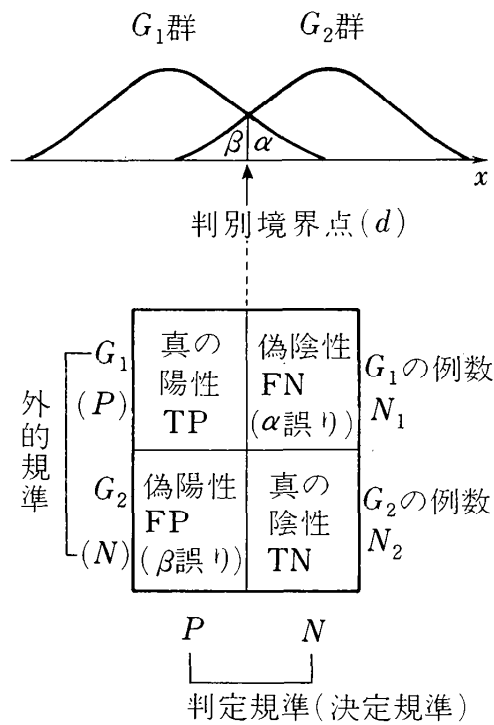 G₁群 G₂群
β α
x
判別境界点(d)
外的規準
G₁
(P)
真の
陽性
TP
偽陰性
FN
(α誤り)
G₁の例数
N₁
G₂
(N)
偽陽性
FP
(β誤り)
真の
陰性
TN
G₂の例数
N₂
P N
判定規準(決定規準)